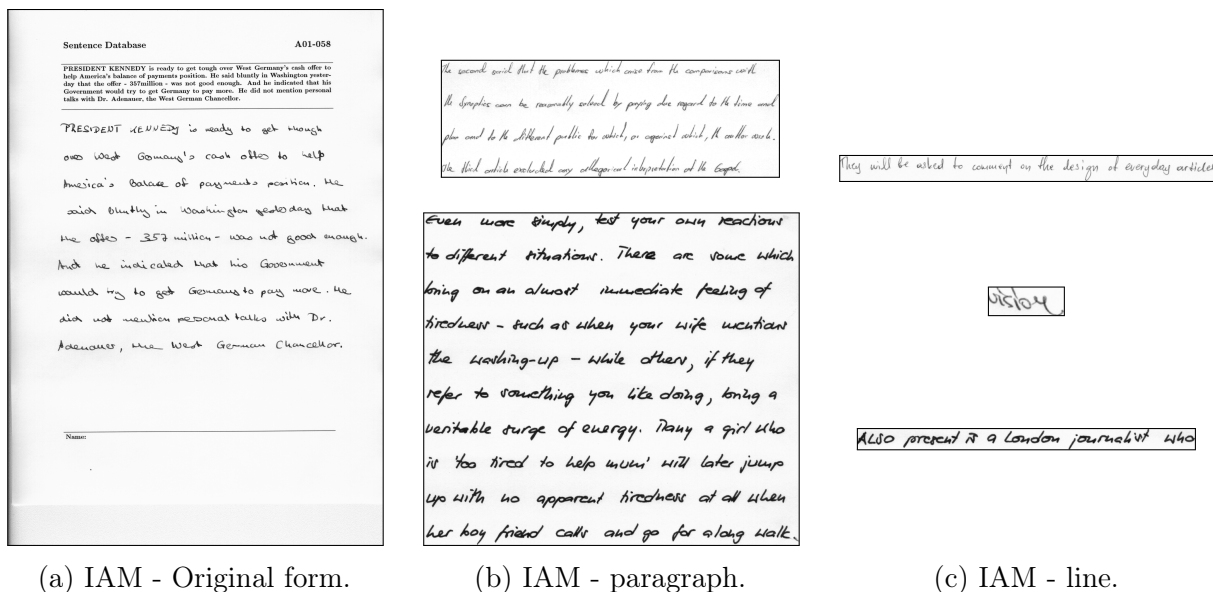 Sentence Database A01-058
PRESIDENT KENNEDY is ready to get tough over West Germany's cash offer to
help America's balance of payments position. He said bluntly in Washington yester-
day that the offer - 357million - was not good enough. And he indicated that his
Government would try to get Germany to pay more. He did not mention personal
talks with Dr. Adenauer, the West German Chancellor.
PRESIDENT KENNEDY is ready to get though
over West Germany's cash offer to help
America's Balance of payments position. He
said bluntly in Washington yesterday that
the offer - 357 million - was not good enough.
And he indicated that his Government
would try to get Germany to pay more. He
did not mention personal talks with Dr.
Adenauer, the West German Chancellor.
Name:
(a) IAM - Original form.
The second said that the problems which arise from the comparisons with
the Synoptics can be reasonably solved by paying due regard to the time and
plan and to the different public for which, or against which, the author wrote.
The third article excluded any allegorical interpretation of the Gospel.
Even more simply, test your own reactions
to different situations. There are some which
bring on an almost immediate feeling of
tiredness - such as when your wife mentions
the washing-up - while others, if they
refer to something you like doing, bring a
veritable surge of energy. Many a girl who
is 'too tired to help mum' will later jump
up with no apparent tiredness at all when
her boy friend calls and go for a long walk.
(b) IAM - paragraph.
They will be asked to comment on the design of everyday articles
vision
Also present is a London journalist who
(c) IAM - line.